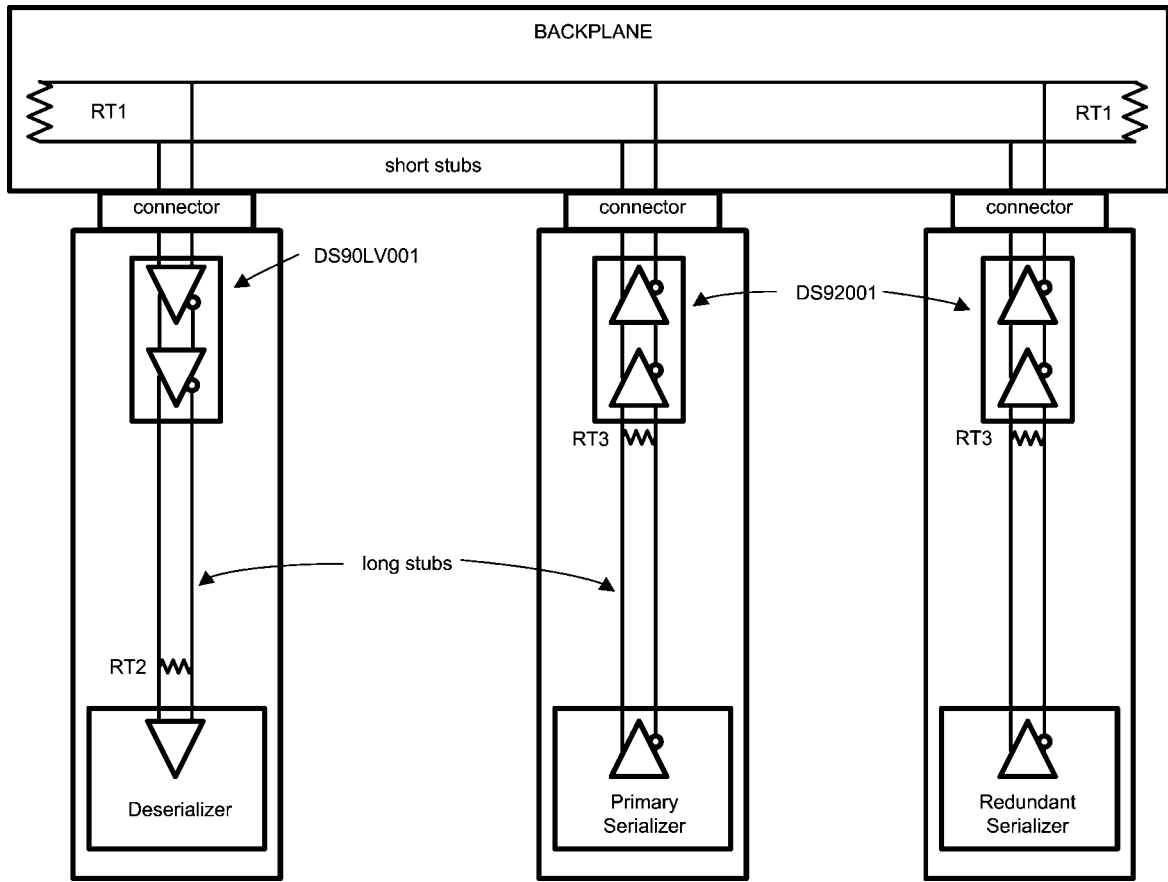 BACKPLANE
RT1
RT1
short stubs
connector
connector
connector
DS90LV001
DS92001
RT3
RT3
long stubs
RT2
Deserializer
Primary
Serializer
Redundant
Serializer